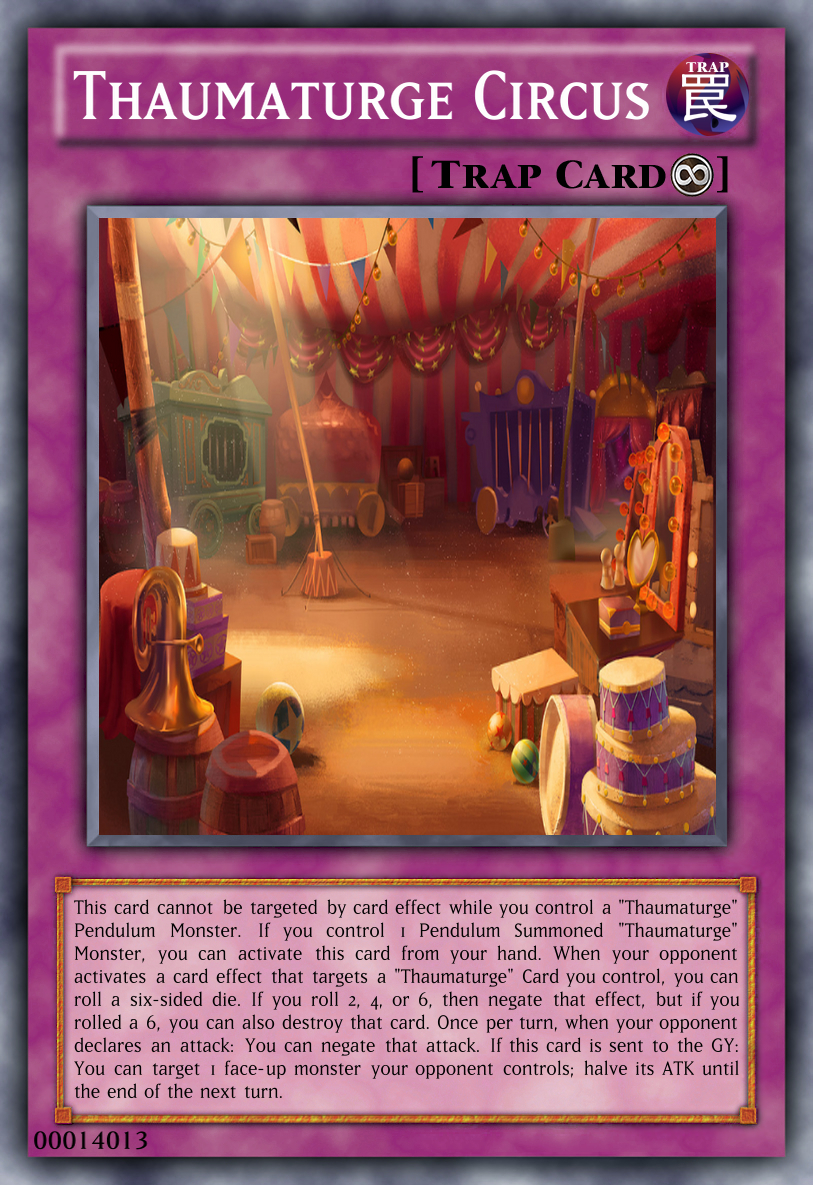 Thaumaturge Circus
TRAP
罠
[ Trap Card ∞ ]
This card cannot be targeted by card effect while you control a "Thaumaturge"
Pendulum Monster. If you control 1 Pendulum Summoned "Thaumaturge"
Monster, you can activate this card from your hand. When your opponent
activates a card effect that targets a "Thaumaturge" Card you control, you can
roll a six-sided die. If you roll 2, 4, or 6, then negate that effect, but if you
rolled a 6, you can also destroy that card. Once per turn, when your opponent
declares an attack: You can negate that attack. If this card is sent to the GY:
You can target 1 face-up monster your opponent controls; halve its ATK until
the end of the next turn.
00014013